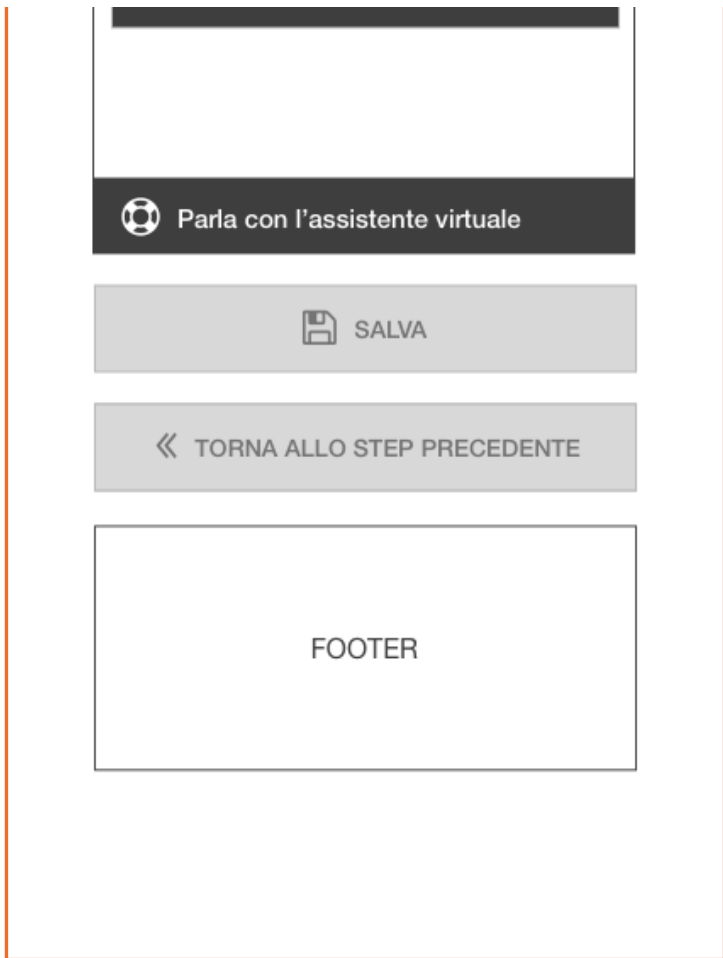 Parla con l’assistente virtuale
SALVA
TORNA ALLO STEP PRECEDENTE
FOOTER